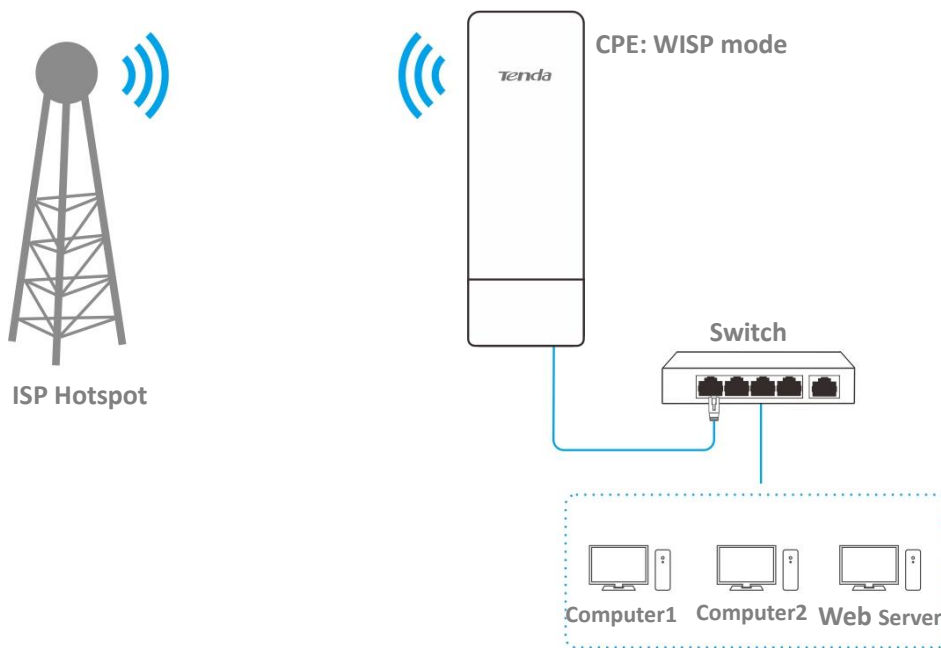 CPE: WISP mode
Tenda
Switch
ISP Hotspot
Computer1
Computer2
Web Server